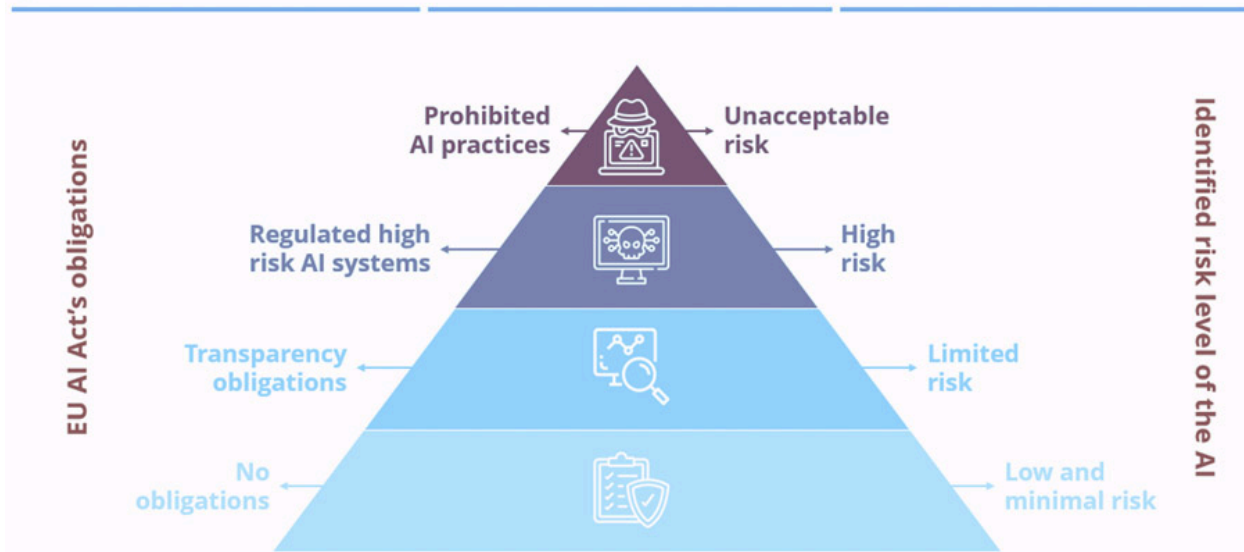 EU AI Act's obligations
Prohibited
AI practices
Unacceptable
risk
Regulated high
risk AI systems
High
risk
Transparency
obligations
Limited
risk
No
obligations
Low and
minimal risk
Identified risk level of the AI